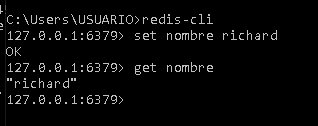 C:\Users\USUARIO>redis-cli
127.0.0.1:6379> set nombre richard
OK
127.0.0.1:6379> get nombre
"richard"
127.0.0.1:6379>